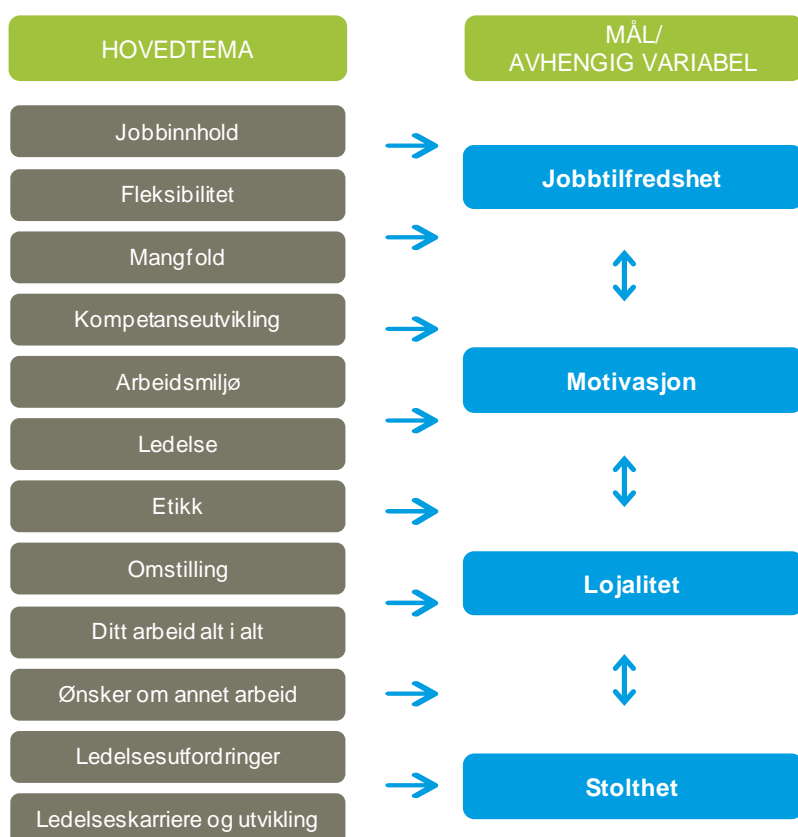 HOVEDTEMA
Jobbinnhold
Fleksibilitet
Mangfold
Kompetanseutvikling
Arbeidsmiljø
Ledelse
Etikk
Omstilling
Ditt arbeid alt i alt
Ønsker om annet arbeid
Ledelsesutfordringer
Ledelseskarriere og utvikling
MÅL/
AVHENGIG VARIABEL
Jobbtilfredshet
Motivasjon
Lojalitet
Stolthet